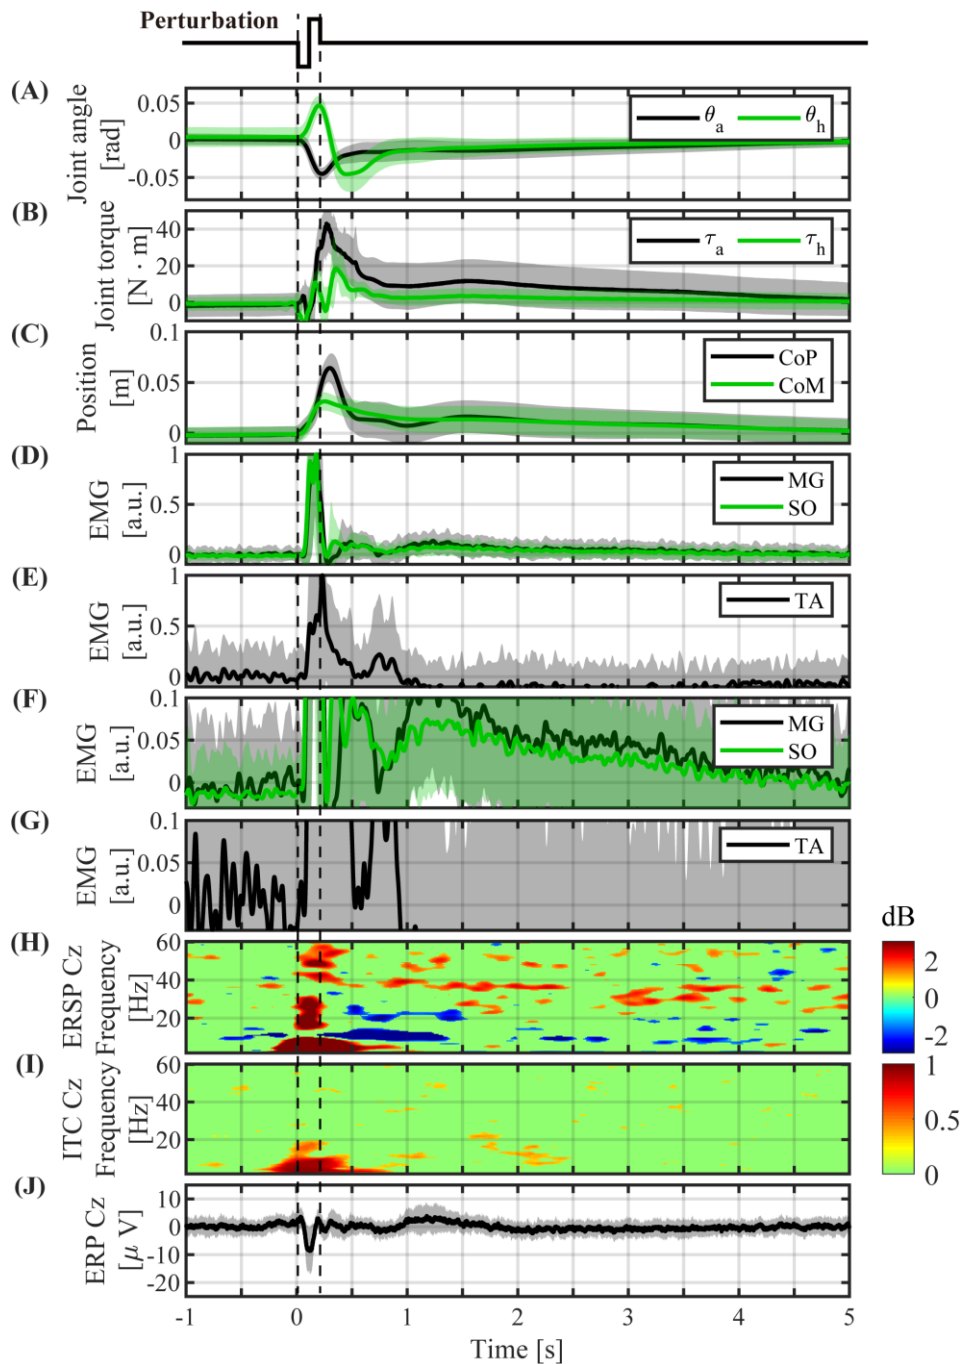 Perturbation
(A)
Joint angle
[rad]
0.05
0
-0.05
θa
θh
(B)
Joint torque
[N · m]
40
20
0
τa
τh
(C)
Position
[m]
0.1
0.05
0
CoP
CoM
(D)
EMG
[a.u.]
1
0.5
0
MG
SO
(E)
EMG
[a.u.]
1
0.5
0
TA
(F)
EMG
[a.u.]
0.1
0.05
0
MG
SO
(G)
EMG
[a.u.]
0.1
0.05
0
TA
(H)
ERSP Cz
Frequency
[Hz]
60
40
20
dB
2
0
-2
(I)
ITC Cz
Frequency
[Hz]
60
40
20
1
0.5
0
(J)
ERP Cz
[μ V]
10
0
-10
-20
-1 0 1 2 3 4 5
Time [s]